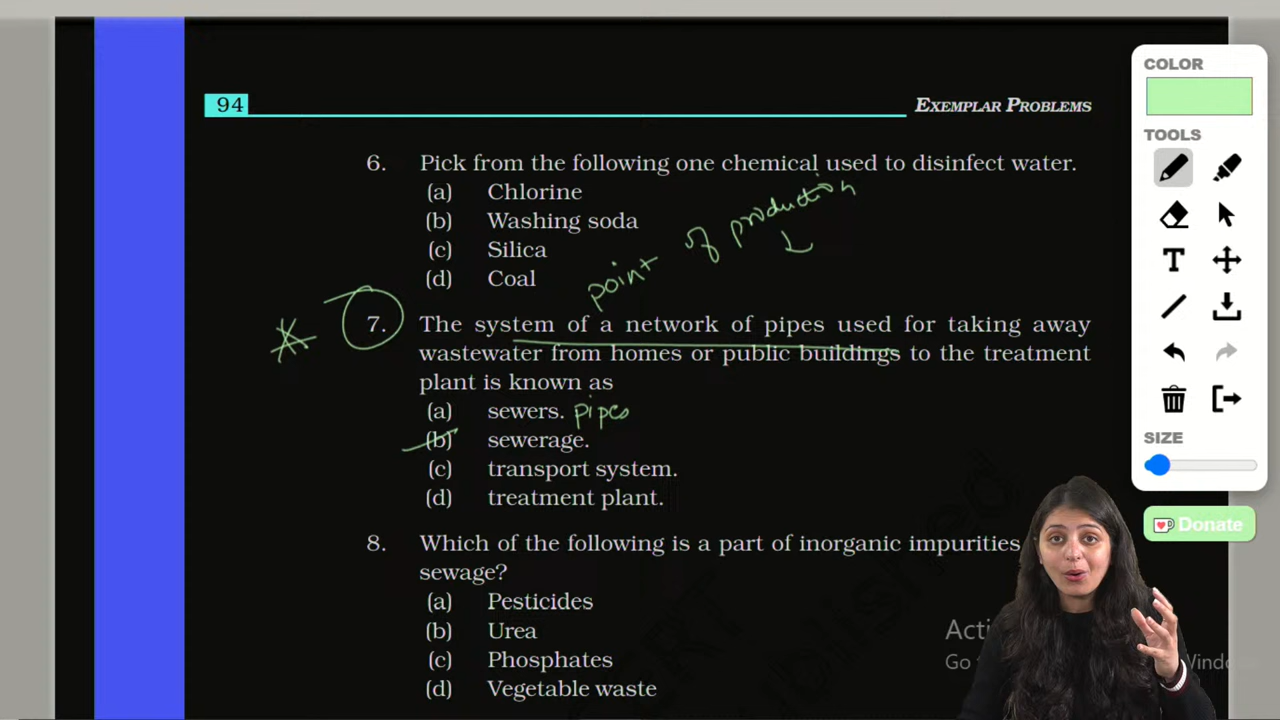 94
EXEMPLAR PROBLEMS
6. Pick from the following one chemical used to disinfect water.
(a) Chlorine
(b) Washing soda
(c) Silica
(d) Coal
point of production
7. The system of a network of pipes used for taking away
wastewater from homes or public buildings to the treatment
plant is known as
(a) sewers. pipes
(b) sewerage.
(c) transport system.
(d) treatment plant.
8. Which of the following is a part of inorganic impurities
sewage?
(a) Pesticides
(b) Urea
(c) Phosphates
(d) Vegetable waste
COLOR
TOOLS
T
SIZE
Donate